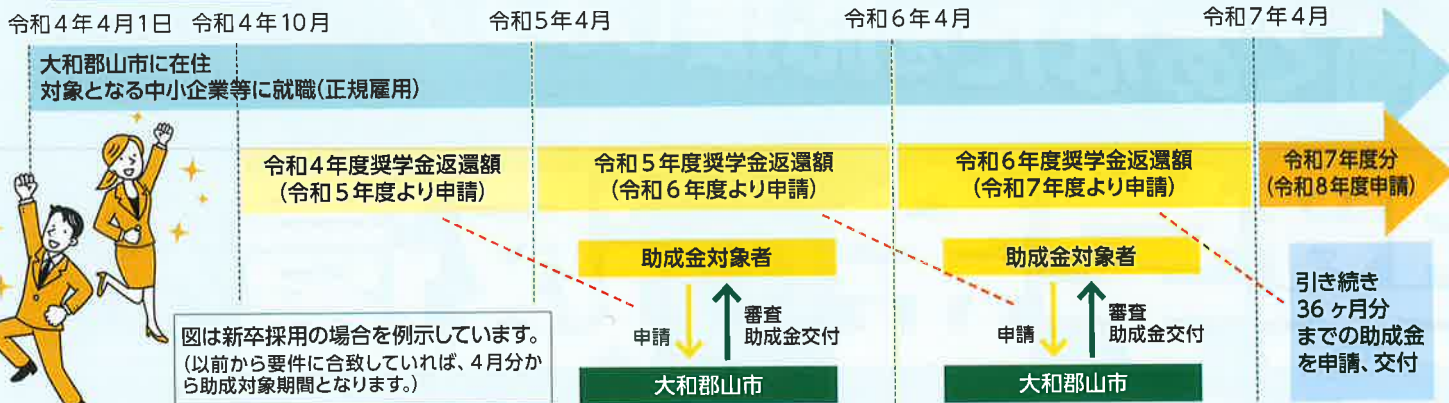 令和4年4月1日 令和4年10月 令和5年4月 令和6年4月 令和7年4月
大和郡山市に在住
対象となる中小企業等に就職(正規雇用)
令和4年度奨学金返還額
(令和5年度より申請)
令和5年度奨学金返還額
(令和6年度より申請)
令和6年度奨学金返還額
(令和7年度より申請)
令和7年度分
(令和8年度申請)
助成金対象者
申請
審査
助成金交付
大和郡山市
助成金対象者
申請
審査
助成金交付
大和郡山市
引き続き
36ヶ月分
までの助成金
を申請、交付
図は新卒採用の場合を例示しています。
(以前から要件に合致していれば、4月分か
ら助成対象期間となります。)